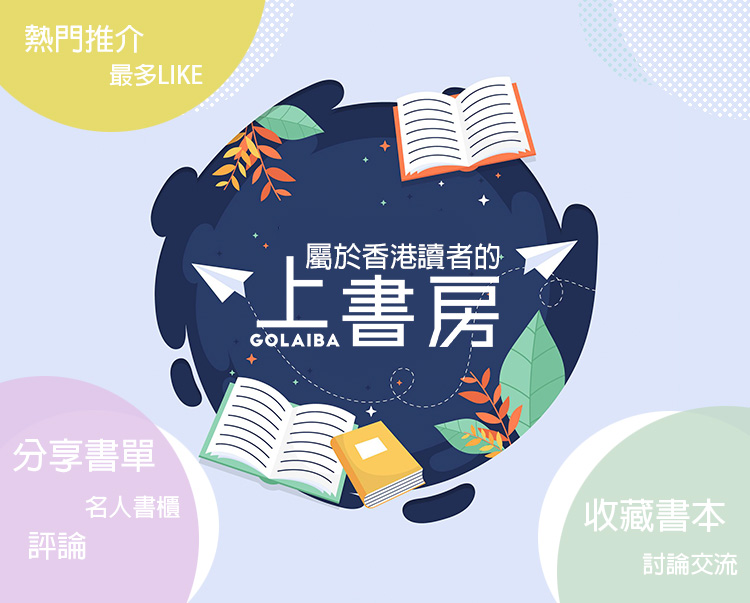 熱門推介
最多LIKE
屬於香港讀者的
上書房
GOLAIBA
分享書單
名人書櫃
評論
收藏書本
討論交流